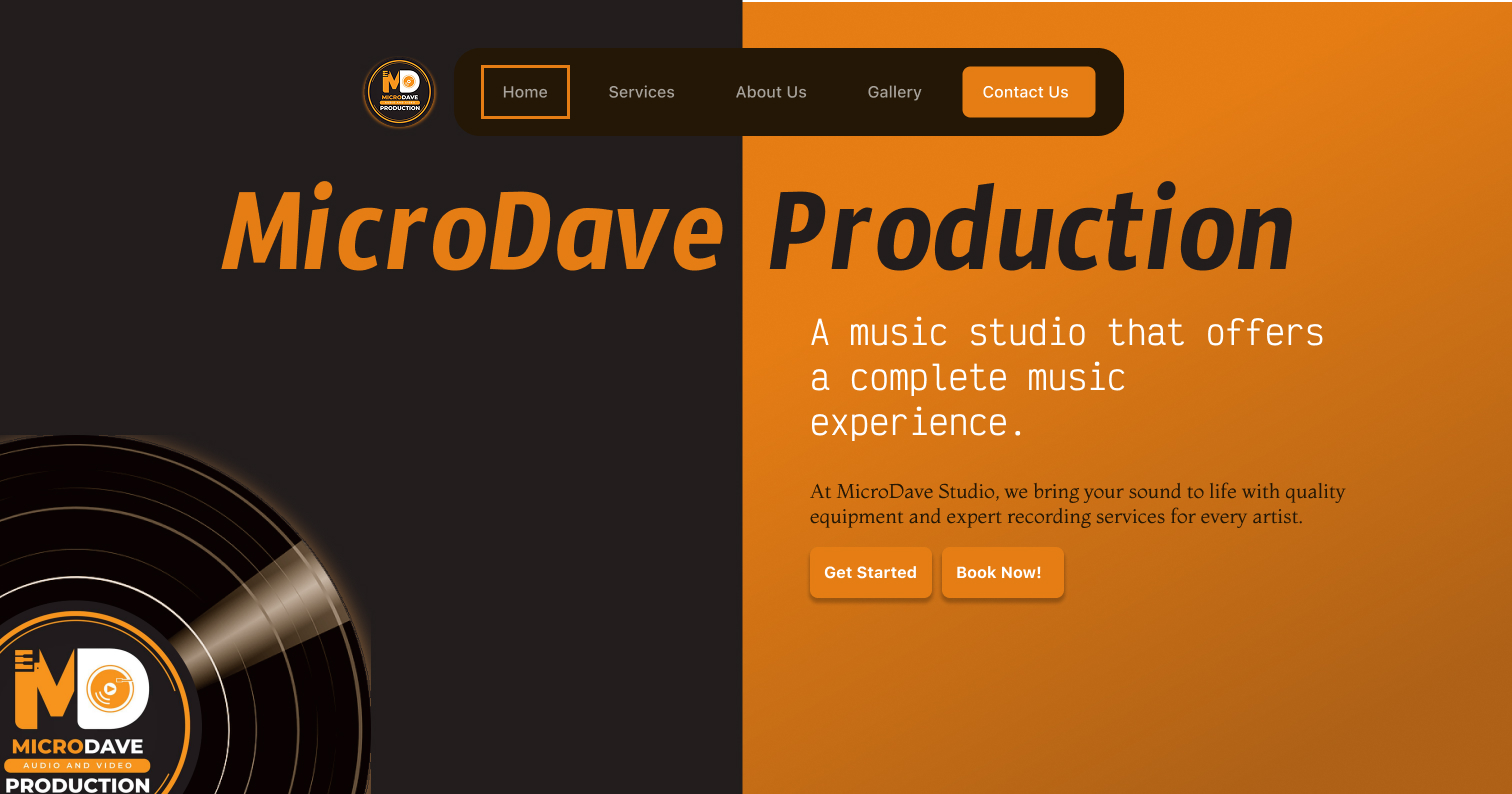 EMD
MICRODAVE
PRODUCTION
Home
Services
About Us
Gallery
Contact Us
MicroDave Production
A music studio that offers
a complete music
experience.
At MicroDave Studio, we bring your sound to life with quality
equipment and expert recording services for every artist.
Get Started
Book Now!
EMD
MICRODAVE
AUDIO AND VIDEO
PRODUCTION